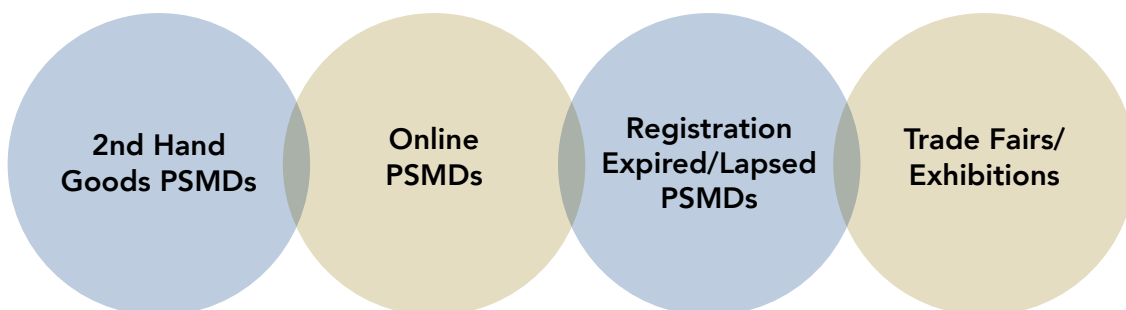 2nd Hand
Goods PSMDs
Online
PSMDs
Registration
Expired/Lapsed
PSMDs
Trade Fairs/
Exhibitions